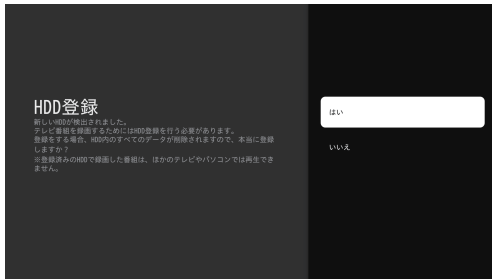 HDD登録
新しいHDDが検出されました。
テレビ番組を録画するためにはHDD登録を行う必要があります。
登録をする場合、HDD内のすべてのデータが削除されますので、本当に登録
しますか？
※登録済みのHDDで録画した番組は、ほかのテレビやパソコンでは再生でき
ません。
はい
いいえ